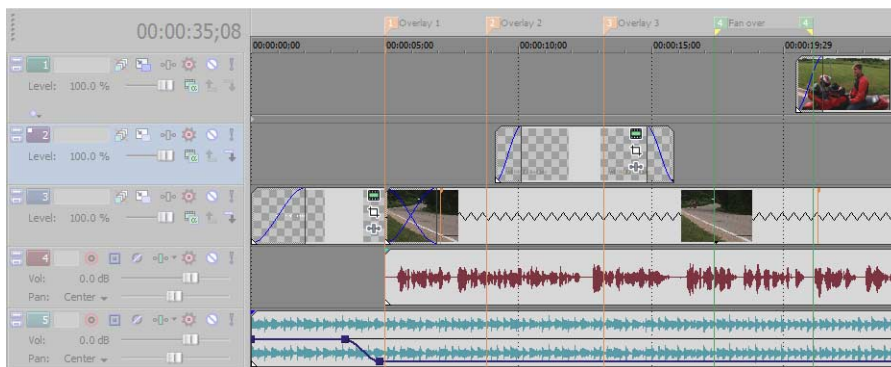 00:00:35;08
1 Overlay 1
2 Overlay 2
3 Overlay 3
4 Fan over
4
00:00:00;00
00:00:05;00
00:00:10;00
00:00:15;00
00:00:19;29
1
Level: 100.0 %
2
Level: 100.0 %
3
Level: 100.0 %
4
Vol: 0.0 dB
Pan: Center
5
Vol: 0.0 dB
Pan: Center